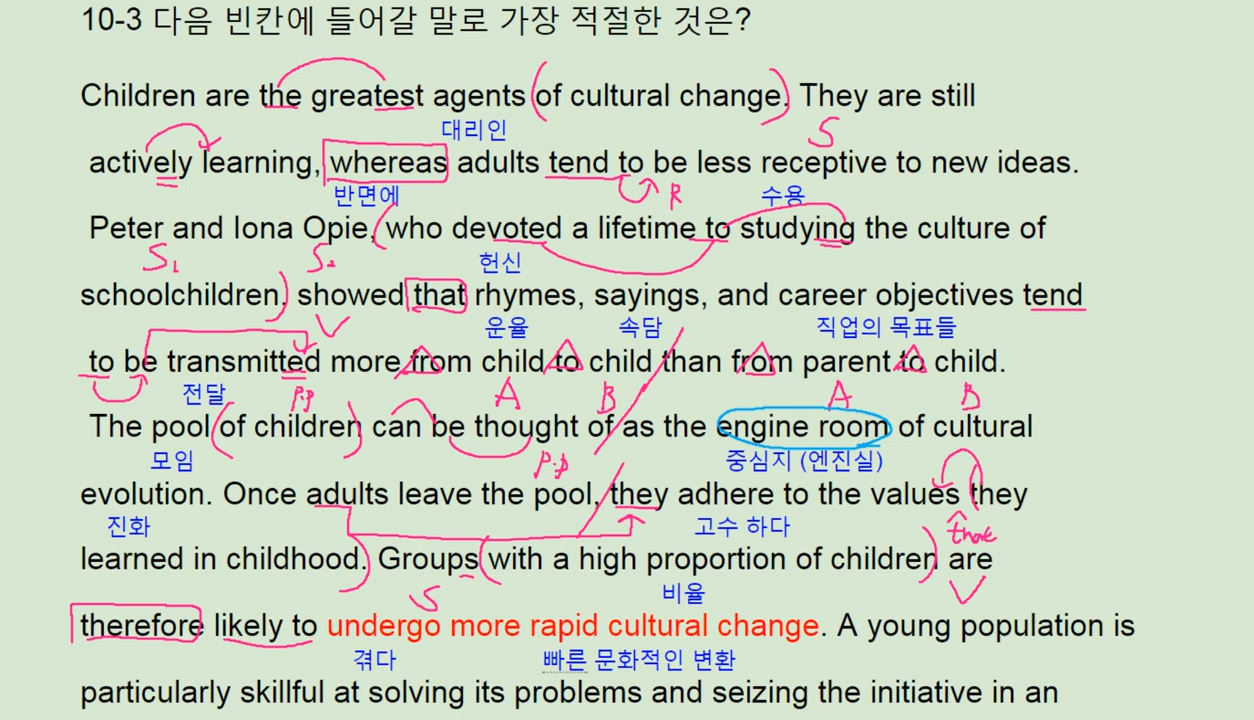 10-3 다음 빈칸에 들어갈 말로 가장 적절한 것은?
Children are the greatest agents of cultural change. They are still
대리인 S
actively learning, whereas adults tend to be less receptive to new ideas.
반면에 R 수용
Peter and Iona Opie, who devoted a lifetime to studying the culture of
S₁ S₂ 헌신
schoolchildren, showed that rhymes, sayings, and career objectives tend
V 운율 속담 직업의 목표들
to be transmitted more from child to child than from parent to child.
전달 P.P A B A B
The pool of children can be thought of as the engine room of cultural
모임 P.P 중심지 (엔진실)
evolution. Once adults leave the pool, they adhere to the values they
진화 고수 하다 that
learned in childhood. Groups with a high proportion of children are
S 비율 V
therefore likely to undergo more rapid cultural change. A young population is
겪다 빠른 문화적인 변환
particularly skillful at solving its problems and seizing the initiative in an